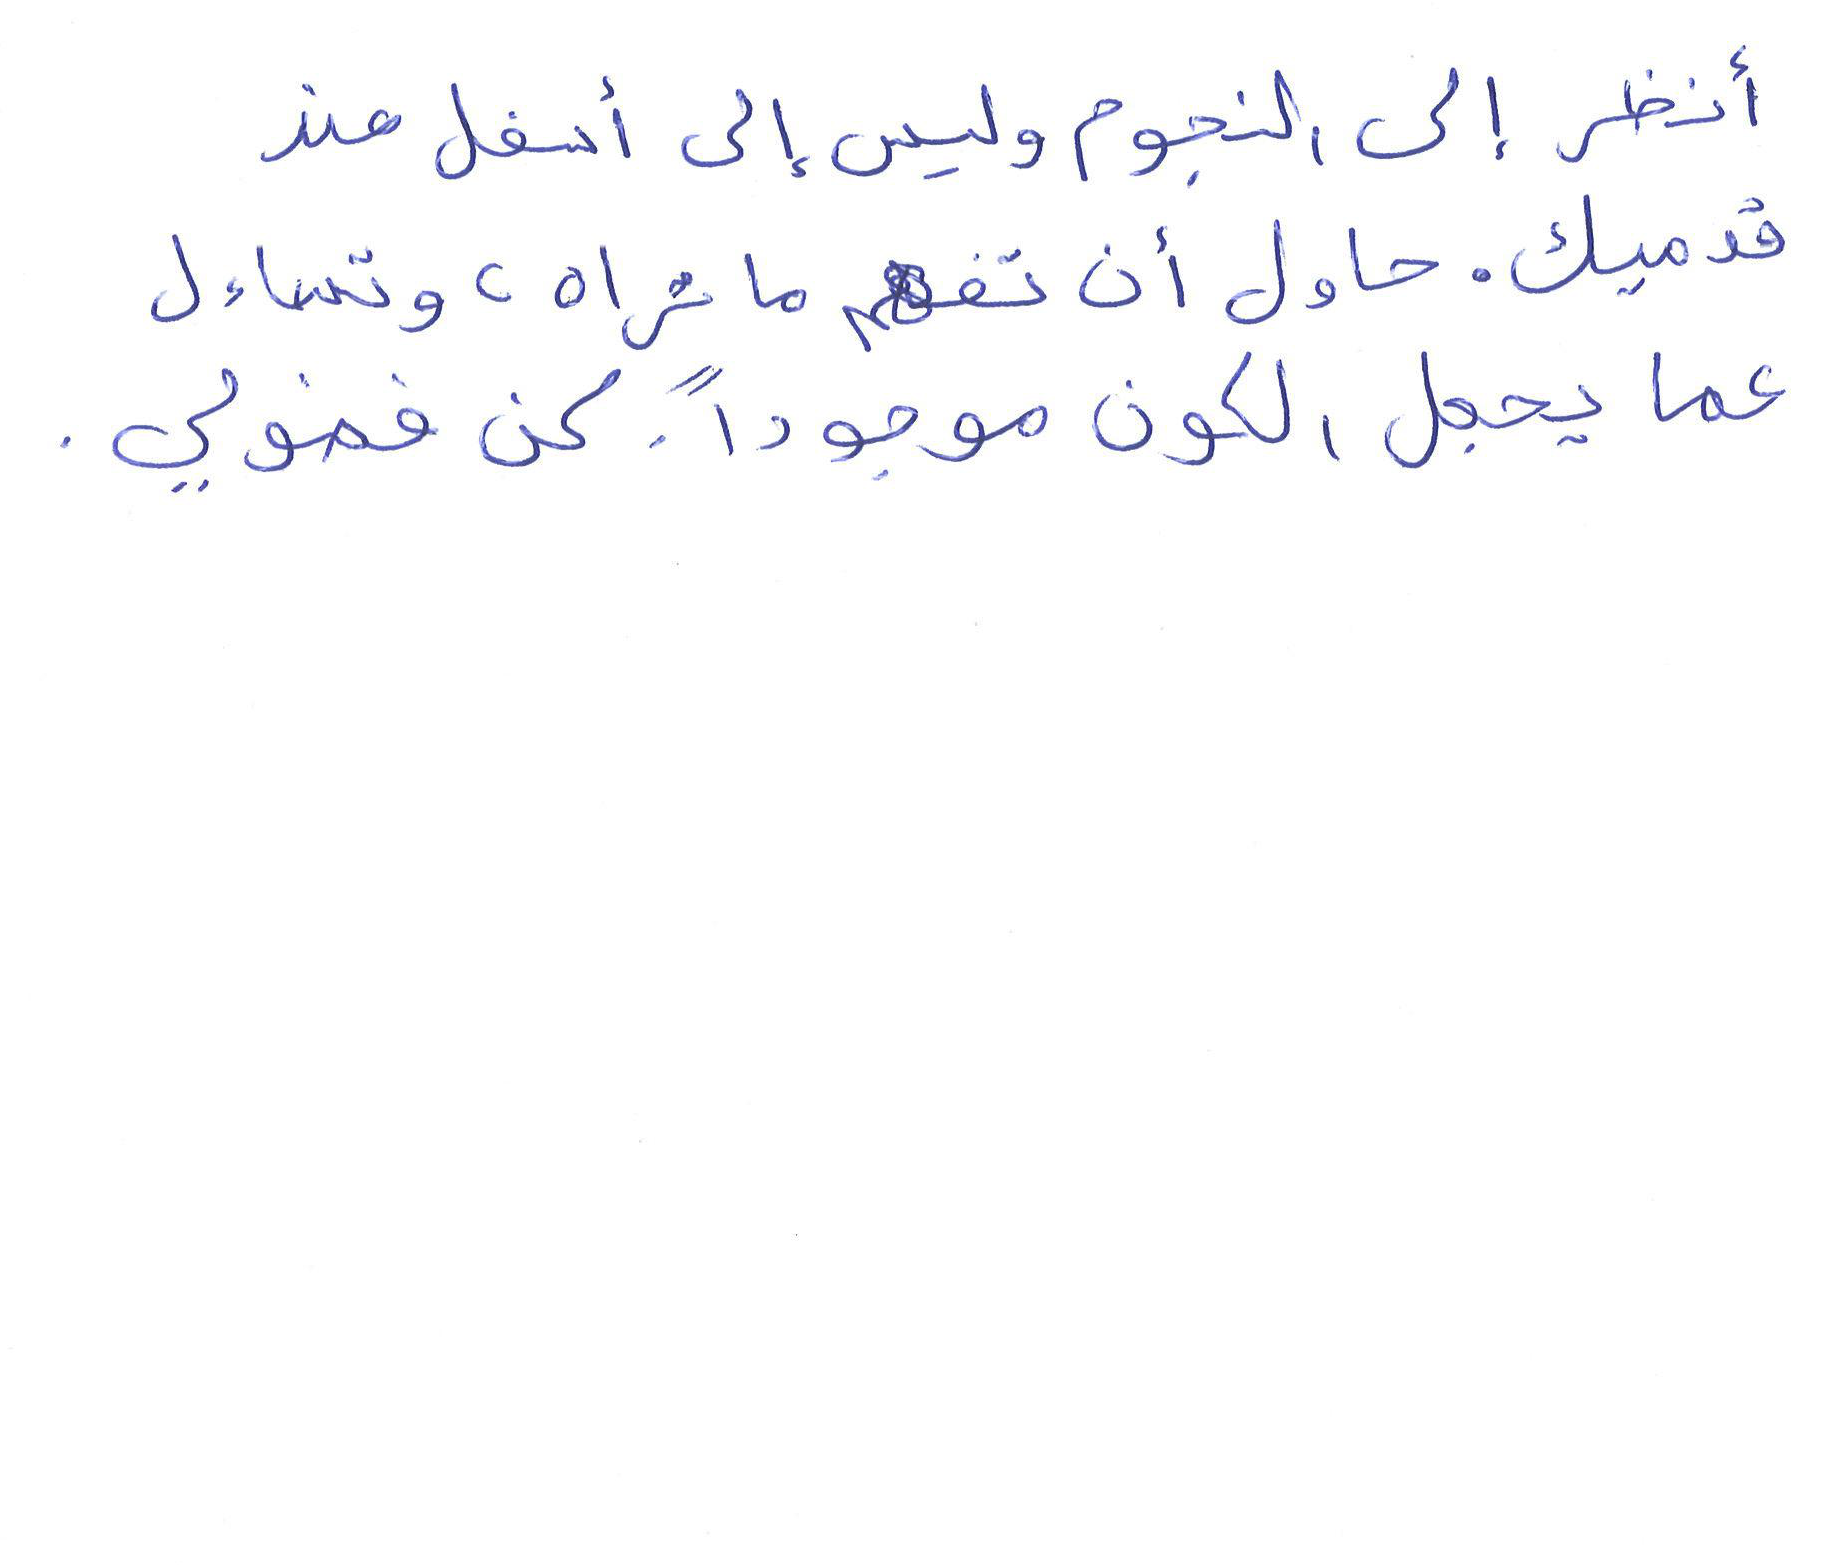 أنظر إلى النجوم وليس إلى أسفل عند
قدميك. حاول أن تفهم ما تراه، وتساءل
عما يجعل الكون موجوداً. كن فضولي.